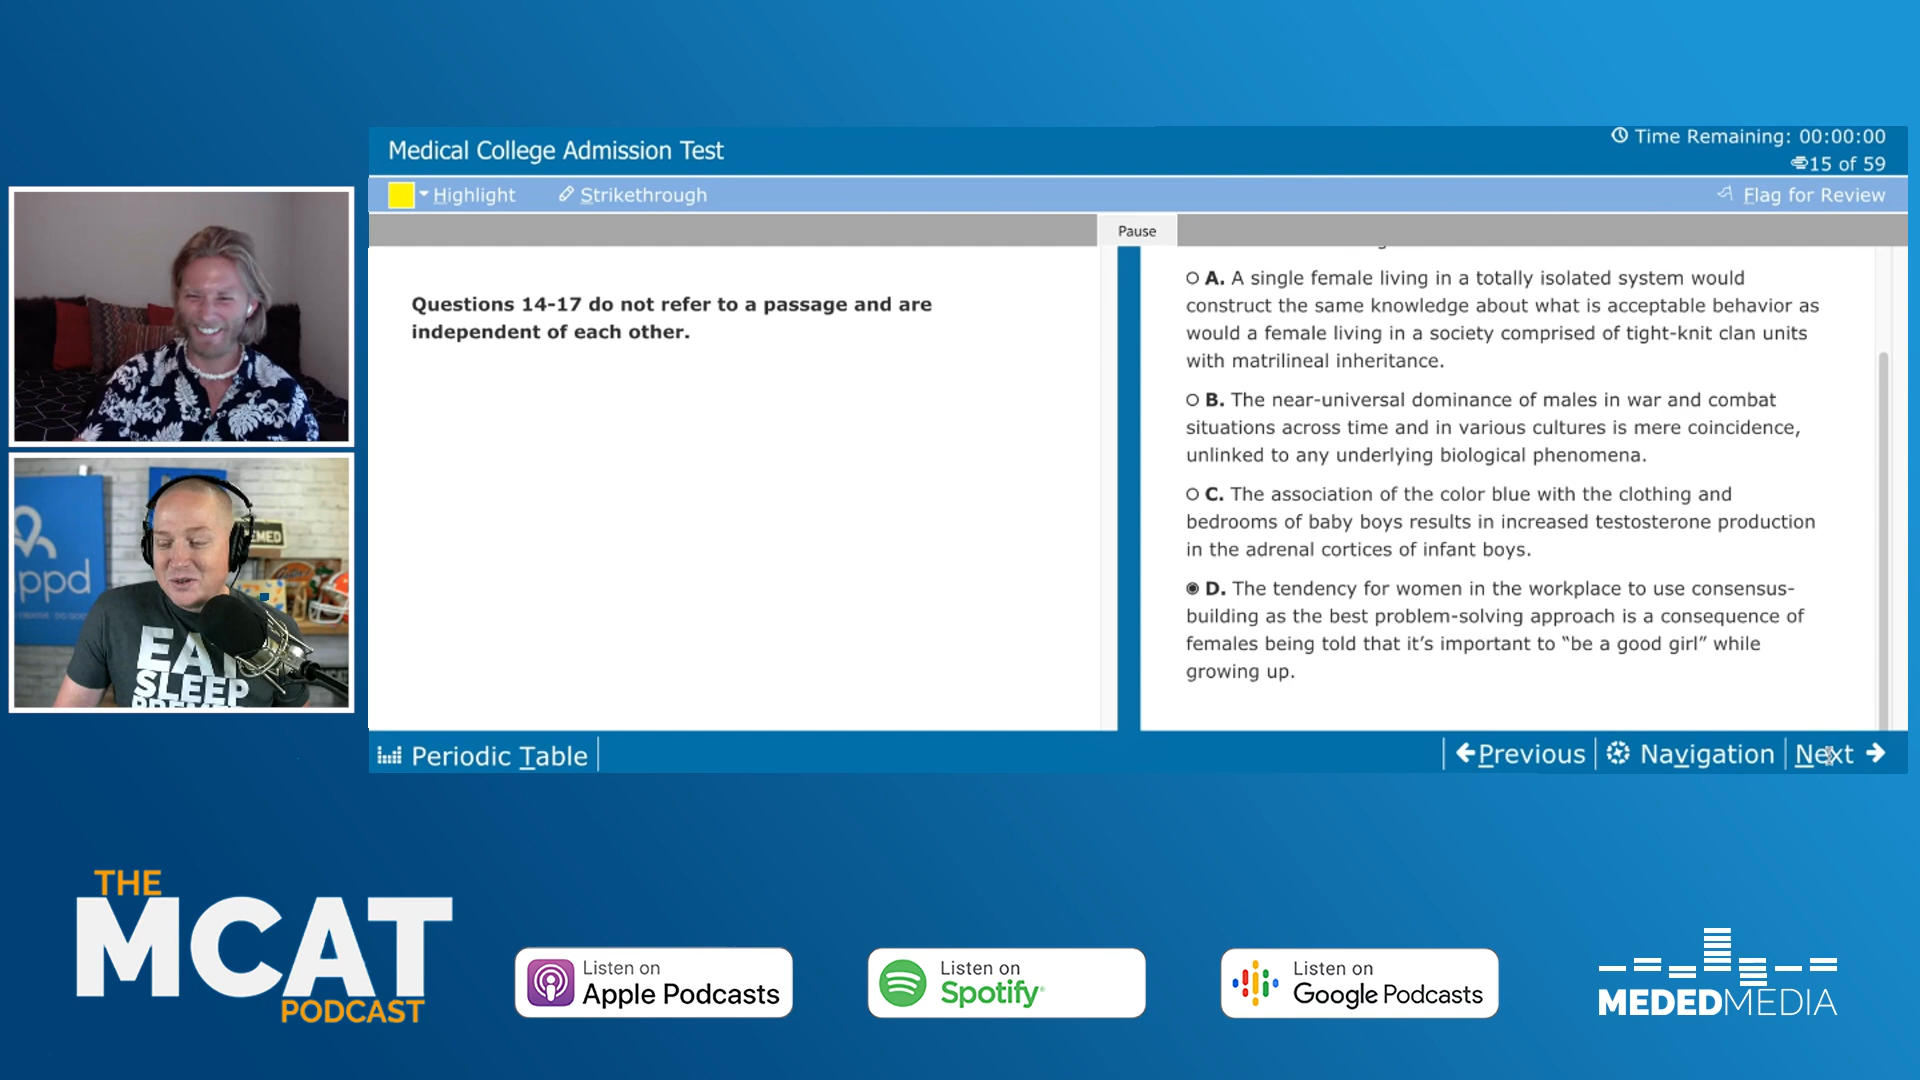 Medical College Admission Test
Time Remaining: 00:00:00
15 of 59
Highlight
Strikethrough
Flag for Review
Pause
Questions 14-17 do not refer to a passage and are
independent of each other.
A. A single female living in a totally isolated system would
construct the same knowledge about what is acceptable behavior as
would a female living in a society comprised of tight-knit clan units
with matrilineal inheritance.
B. The near-universal dominance of males in war and combat
situations across time and in various cultures is mere coincidence,
unlinked to any underlying biological phenomena.
C. The association of the color blue with the clothing and
bedrooms of baby boys results in increased testosterone production
in the adrenal cortices of infant boys.
D. The tendency for women in the workplace to use consensus-
building as the best problem-solving approach is a consequence of
females being told that it’s important to “be a good girl” while
growing up.
Periodic Table
Previous
Navigation
Next
ppd
EMED
EAT
SLEEP
PREMED
THE
MCAT
PODCAST
Listen on
Apple Podcasts
Listen on
Spotify
Listen on
Google Podcasts
MEDEDMEDIA